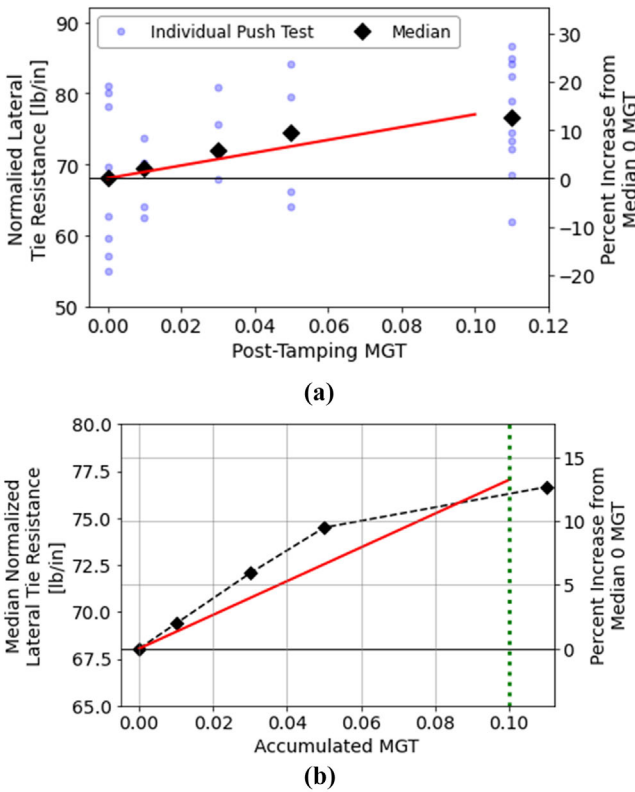 90
80
70
60
50
Normalied Lateral
Tie Resistance [lb/in]
Individual Push Test
Median
30
20
10
0
−10
−20
Percent Increase from
Median 0 MGT
0.00 0.02 0.04 0.06 0.08 0.10 0.12
Post-Tamping MGT
(a)
80.0
77.5
75.0
72.5
70.0
67.5
65.0
Median Normalized
Lateral Tie Resistance
[lb/in]
15
10
5
0
Percent Increase from
Median 0 MGT
0.00 0.02 0.04 0.06 0.08 0.10
Accumulated MGT
(b)